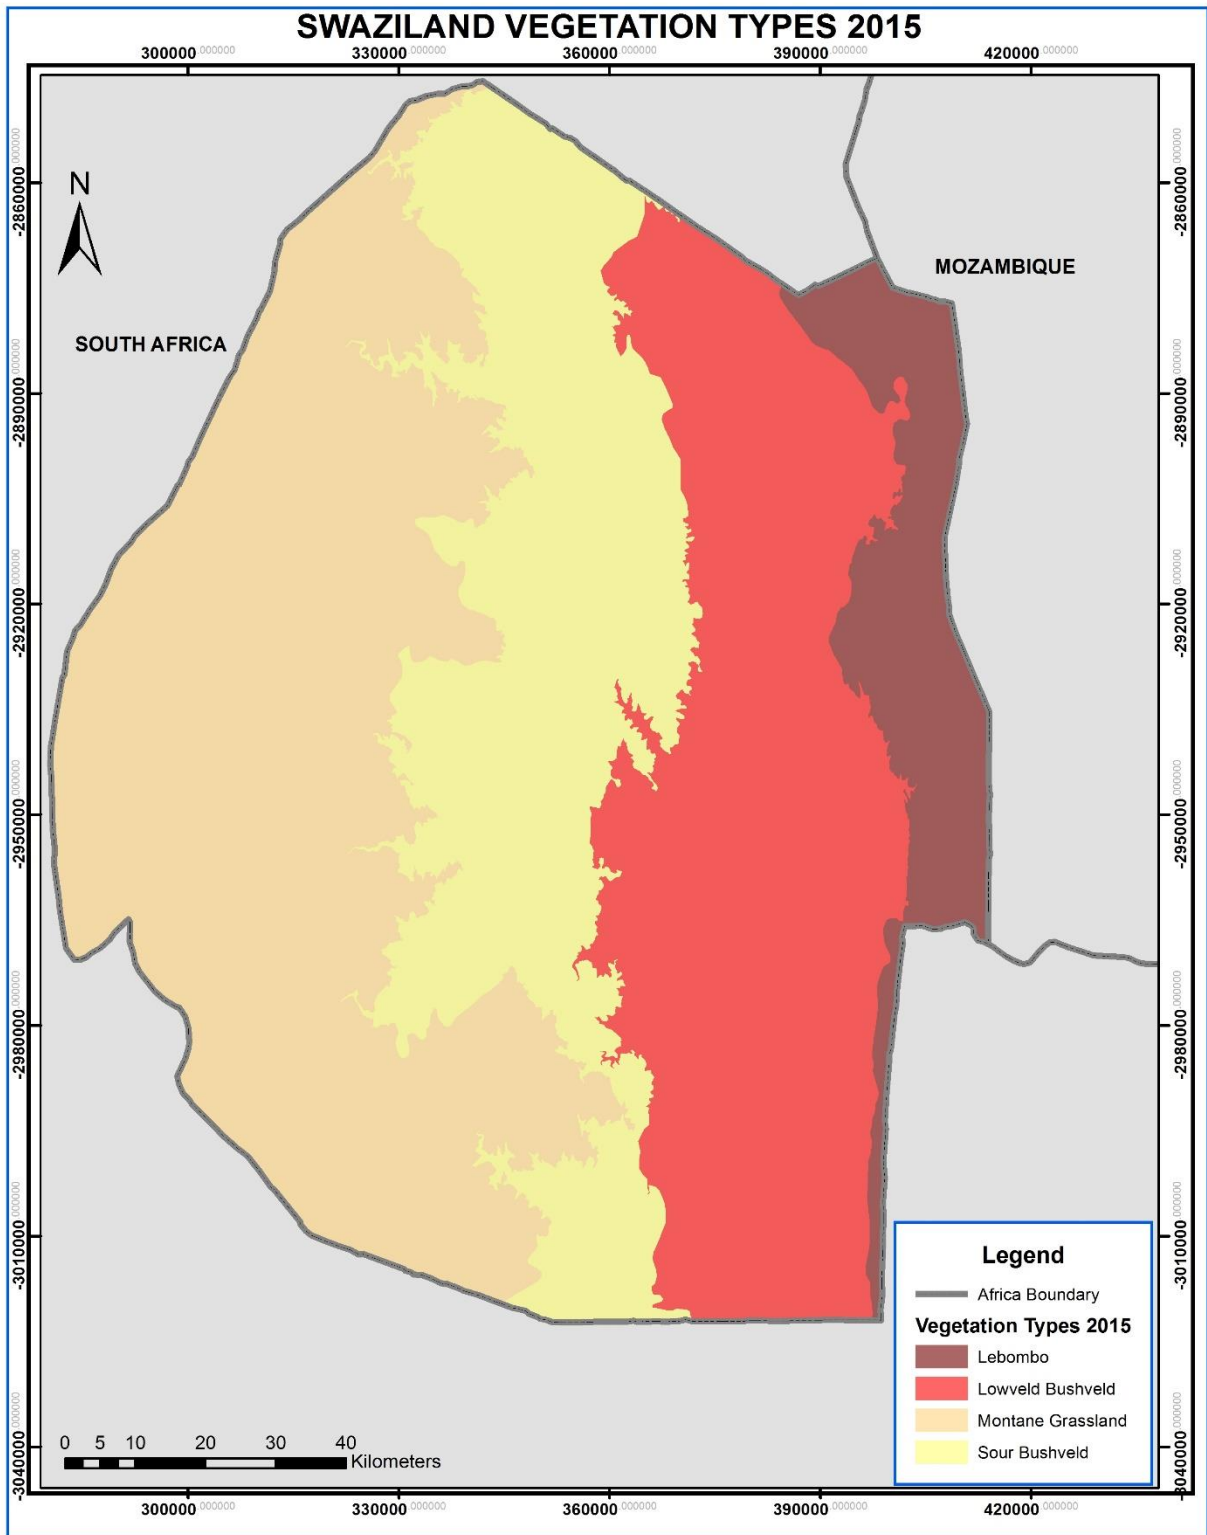 SWAZILAND VEGETATION TYPES 2015
300000.000000 330000.000000 360000.000000 390000.000000 420000.000000
-2860000.000000 -2860000.000000
N
MOZAMBIQUE
SOUTH AFRICA
-2890000.000000 -2890000.000000
-2920000.000000 -2920000.000000
-2950000.000000 -2950000.000000
-2980000.000000 -2980000.000000
-3010000.000000 -3010000.000000
Legend
Africa Boundary
Vegetation Types 2015
Lebombo
Lowveld Bushveld
Montane Grassland
Sour Bushveld
0 5 10 20 30 40
Kilometers
-3040000.000000 -3040000.000000
300000.000000 330000.000000 360000.000000 390000.000000 420000.000000